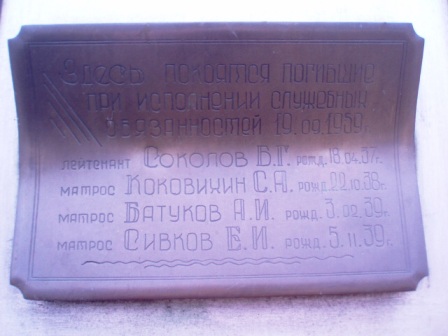 Здесь покоятся погибшие
при исполнении служебных
обязанностей 19.09.1959г.
лейтенант Соколов В.Г. рожд. 18.04.37г.
матрос Коковихин С.А. рожд. 22.10.38г.
матрос Батуков А.И. рожд. 3.02.39г.
матрос Сивков Е.И. рожд. 5.11.39г.